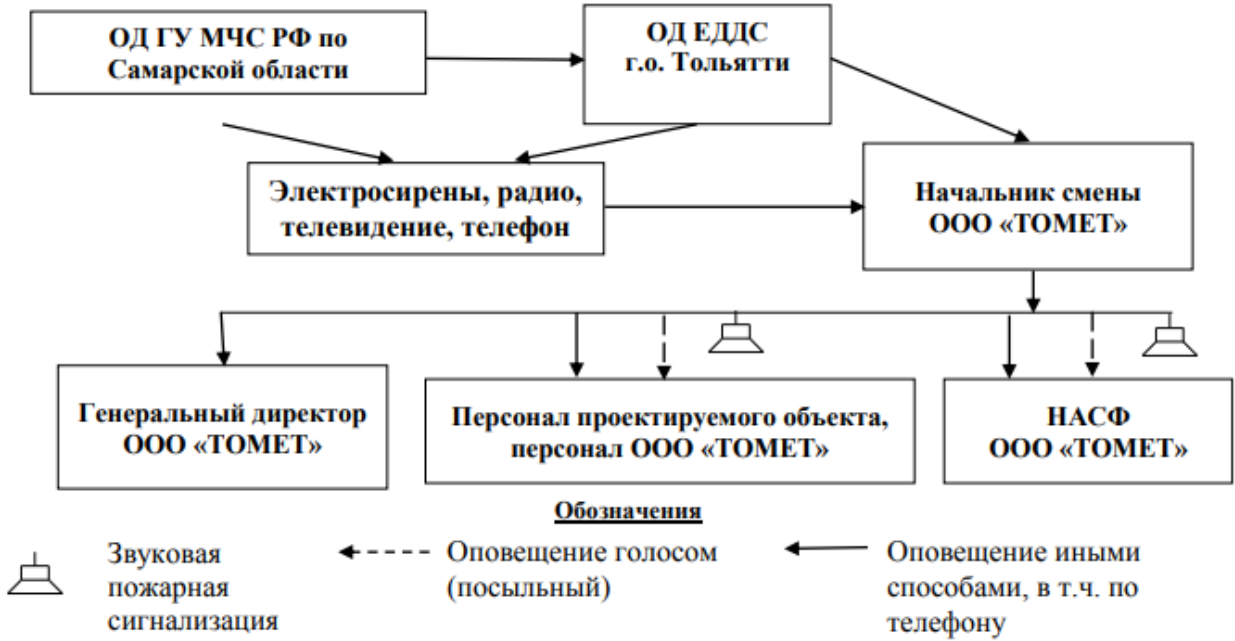 ОД ГУ МЧС РФ по
Самарской области
ОД ЕДДС
г.о. Тольятти
Электросирены, радио,
телевидение, телефон
Начальник смены
ООО «ТОМЕТ»
Генеральный директор
ООО «ТОМЕТ»
Персонал проектируемого объекта,
персонал ООО «ТОМЕТ»
НАСФ
ООО «ТОМЕТ»
Обозначения
Звуковая
пожарная
сигнализация
Оповещение голосом
(посыльный)
Оповещение иными
способами, в т.ч. по
телефону